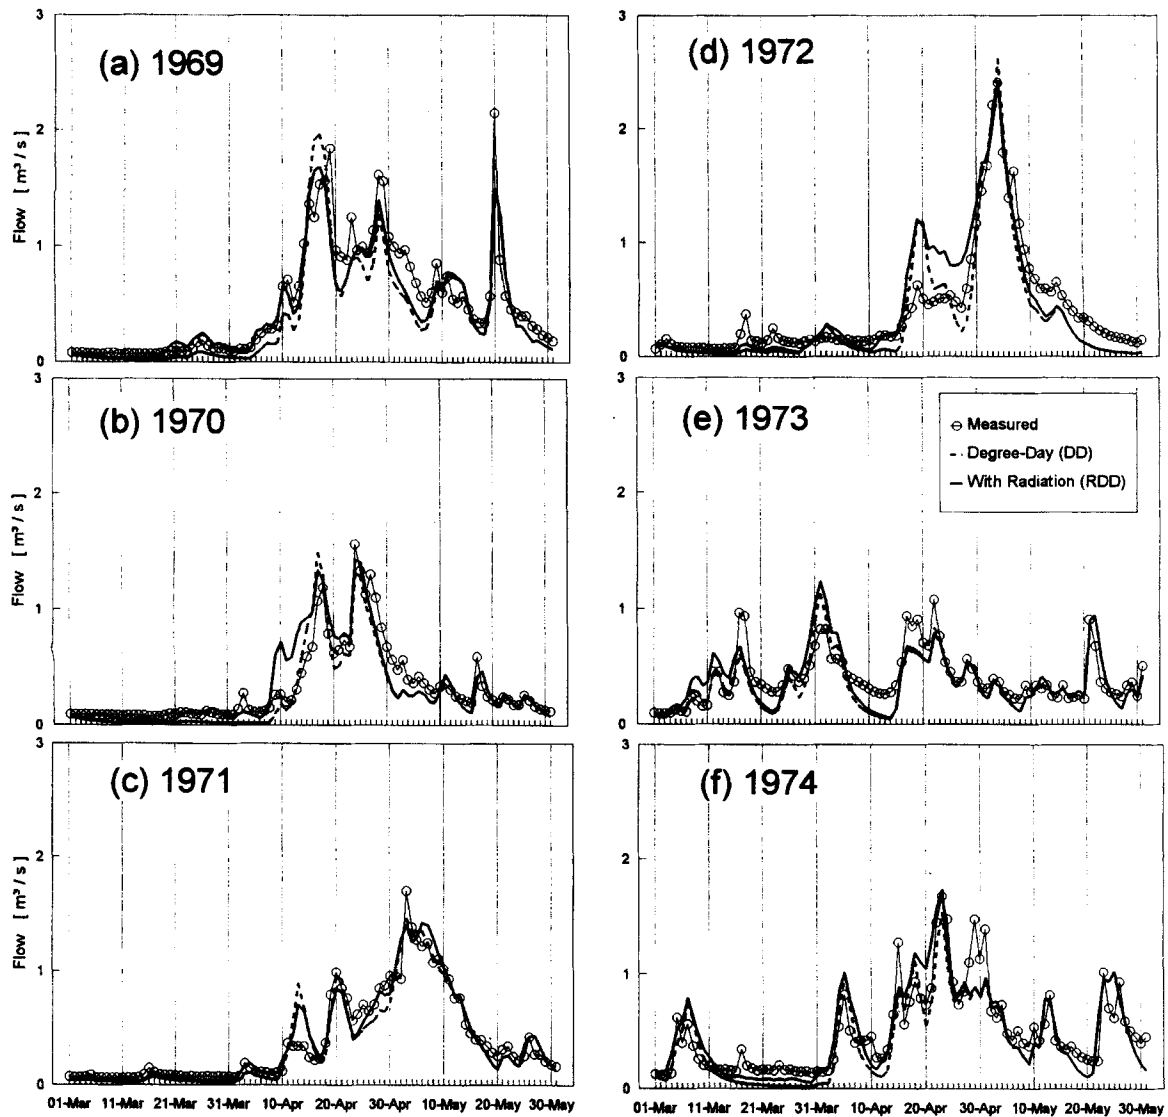 (a) 1969
3
2
1
0
Flow [ m³ / s ]
(b) 1970
3
2
1
0
Flow [ m³ / s ]
(c) 1971
3
2
1
0
Flow [ m³ / s ]
01-Mar 11-Mar 21-Mar 31-Mar 10-Apr 20-Apr 30-Apr 10-May 20-May 30-May
(d) 1972
3
2
1
0
(e) 1973
3
2
1
0
Measured
Degree-Day (DD)
With Radiation (RDD)
(f) 1974
3
2
1
0
01-Mar 11-Mar 21-Mar 31-Mar 10-Apr 20-Apr 30-Apr 10-May 20-May 30-May